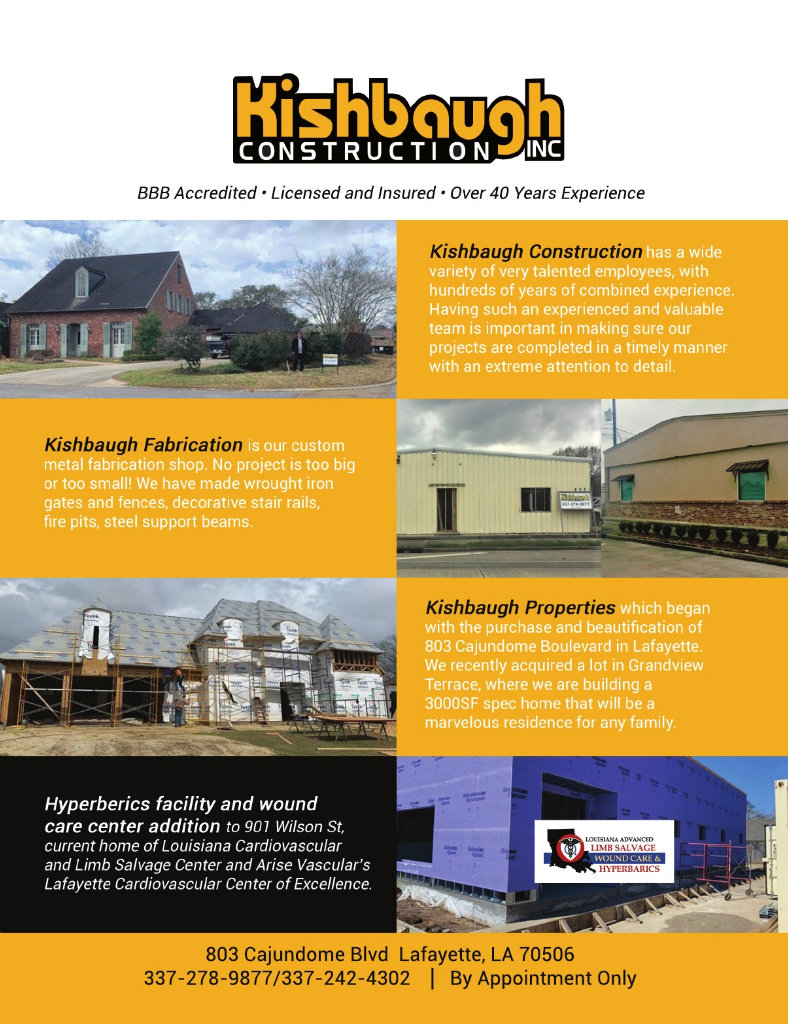 Kishbaugh
CONSTRUCTION INC
BBB Accredited • Licensed and Insured • Over 40 Years Experience
Kishbaugh Construction has a wide
variety of very talented employees, with
hundreds of years of combined experience.
Having such an experienced and valuable
team is important in making sure our
projects are completed in a timely manner
with an extreme attention to detail.
Kishbaugh Fabrication is our custom
metal fabrication shop. No project is too big
or too small! We have made wrought iron
gates and fences, decorative stair rails,
fire pits, steel support beams.
Kishbaugh
337-278-9877
Tyvek
Tyvek
Tyvek
Kishbaugh Properties which began
with the purchase and beautification of
803 Cajundome Boulevard in Lafayette.
We recently acquired a lot in Grandview
Terrace, where we are building a
3000SF spec home that will be a
marvelous residence for any family.
Hyperberics facility and wound
care center addition to 901 Wilson St,
current home of Louisiana Cardiovascular
and Limb Salvage Center and Arise Vascular's
Lafayette Cardiovascular Center of Excellence.
LOUISIANA ADVANCED
LIMB SALVAGE
WOUND CARE &
HYPERBARICS
803 Cajundome Blvd Lafayette, LA 70506
337-278-9877/337-242-4302 | By Appointment Only